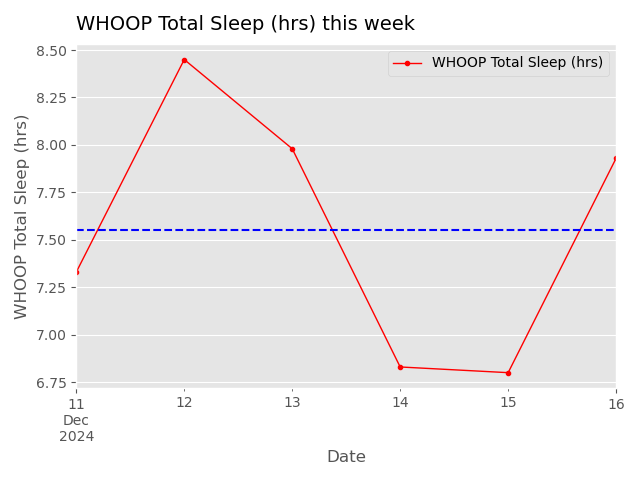 WHOOP Total Sleep (hrs) this week
WHOOP Total Sleep (hrs)
WHOOP Total Sleep (hrs)
8.50
8.25
8.00
7.75
7.50
7.25
7.00
6.75
11 12 13 14 15 16
Dec
2024
Date